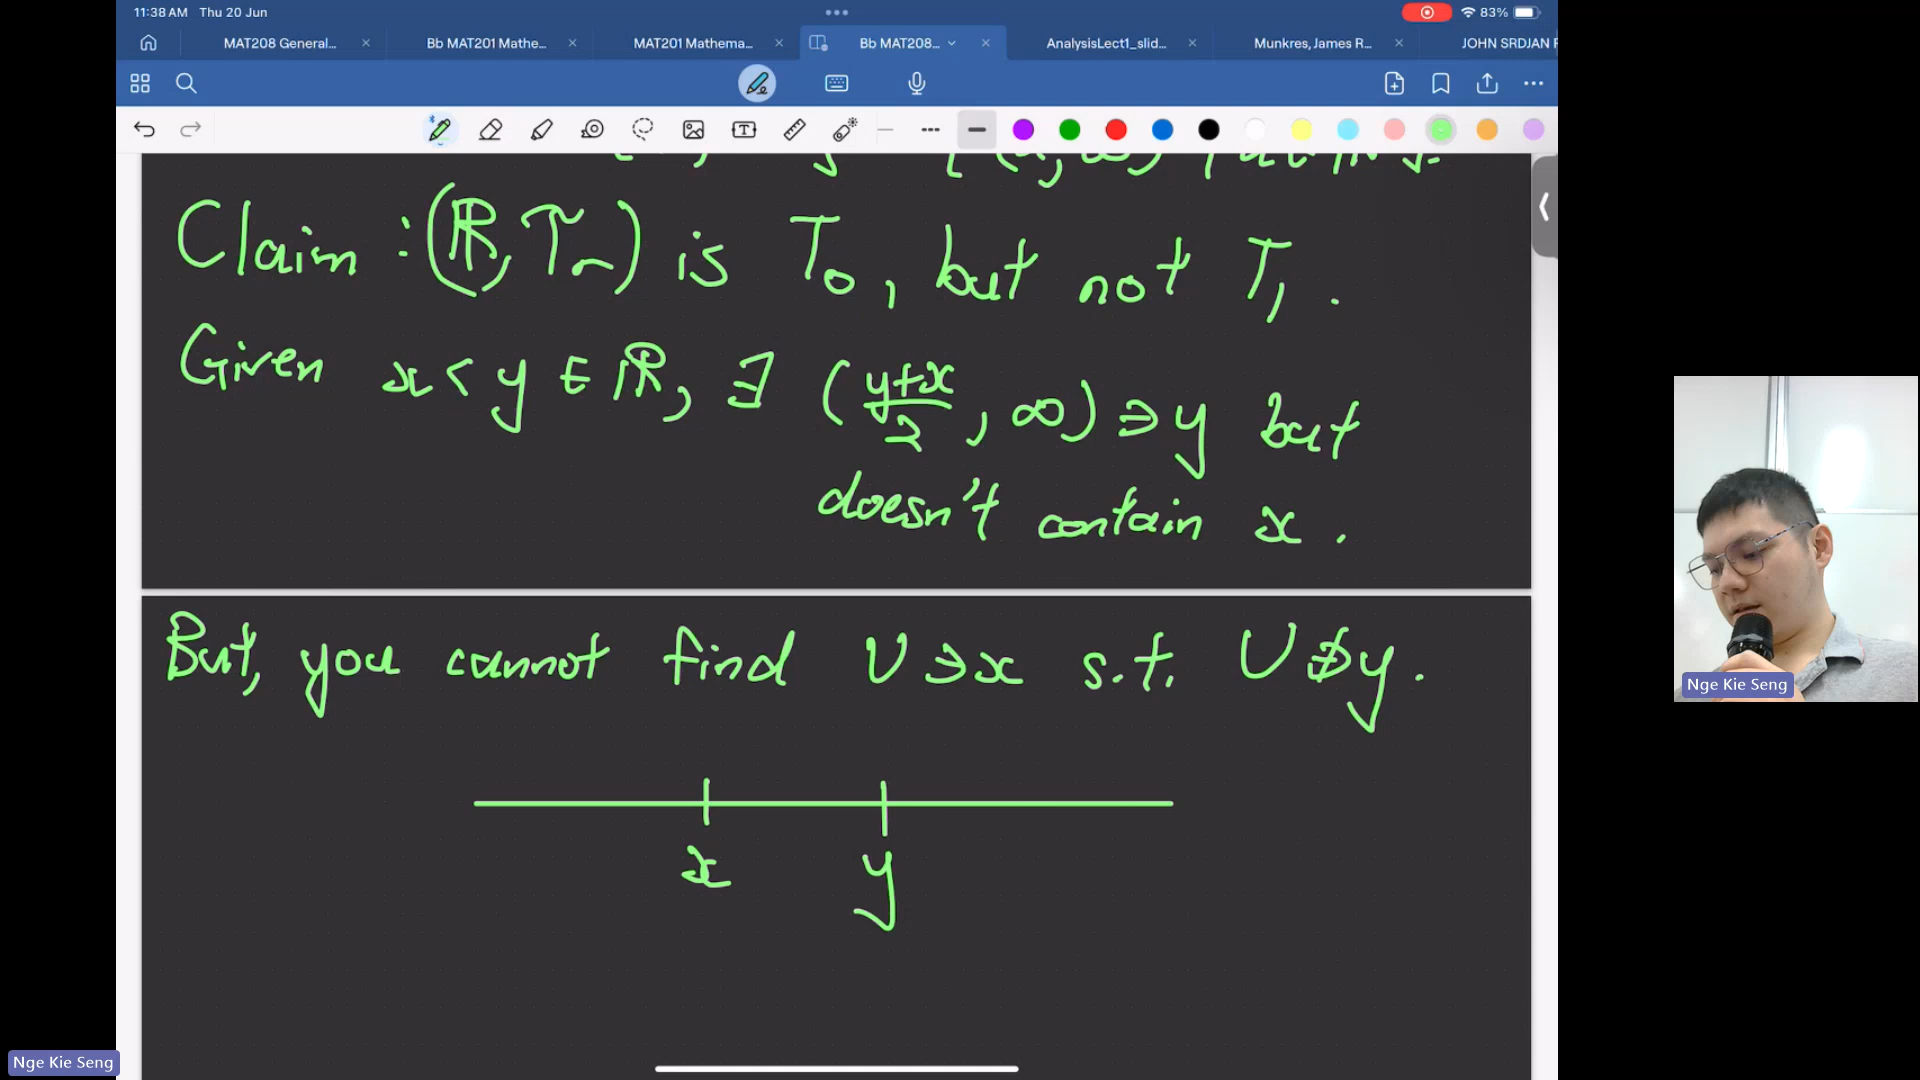 11:38 AM Thu 20 Jun
83%
MAT208 General...
Bb MAT201 Mathe...
MAT201 Mathema...
Bb MAT208...
AnalysisLect1_slid...
Munkres, James R...
JOHN SRDJAN
Claim : (ℝ, 𝒯r) is T₀, but not T₁.
Given x < y ∈ ℝ, ∃ ((y+x)/2, ∞) ∋ y but
doesn't contain x.
But, you cannot find U ∋ x s.t. U ∌ y.
x y
Nge Kie Seng
Nge Kie Seng